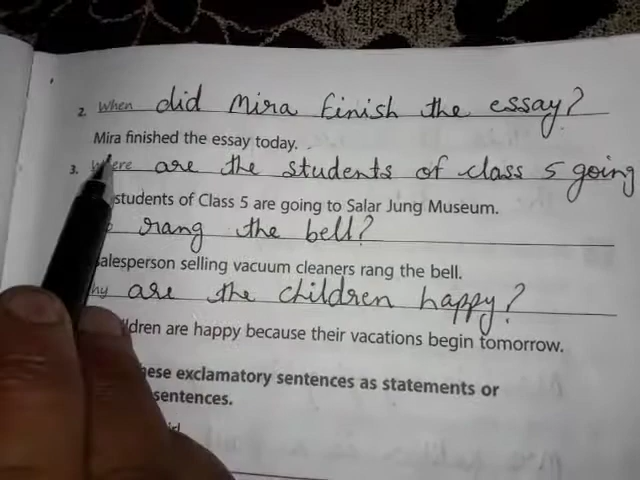 2. When did Mira Finish the essay?
Mira finished the essay today.
3. Where are the students of class 5 going
students of Class 5 are going to Salar Jung Museum.
rang the bell?
alesperson selling vacuum cleaners rang the bell.
hy are the children happy?
ldren are happy because their vacations begin tomorrow.
hese exclamatory sentences as statements or
sentences.